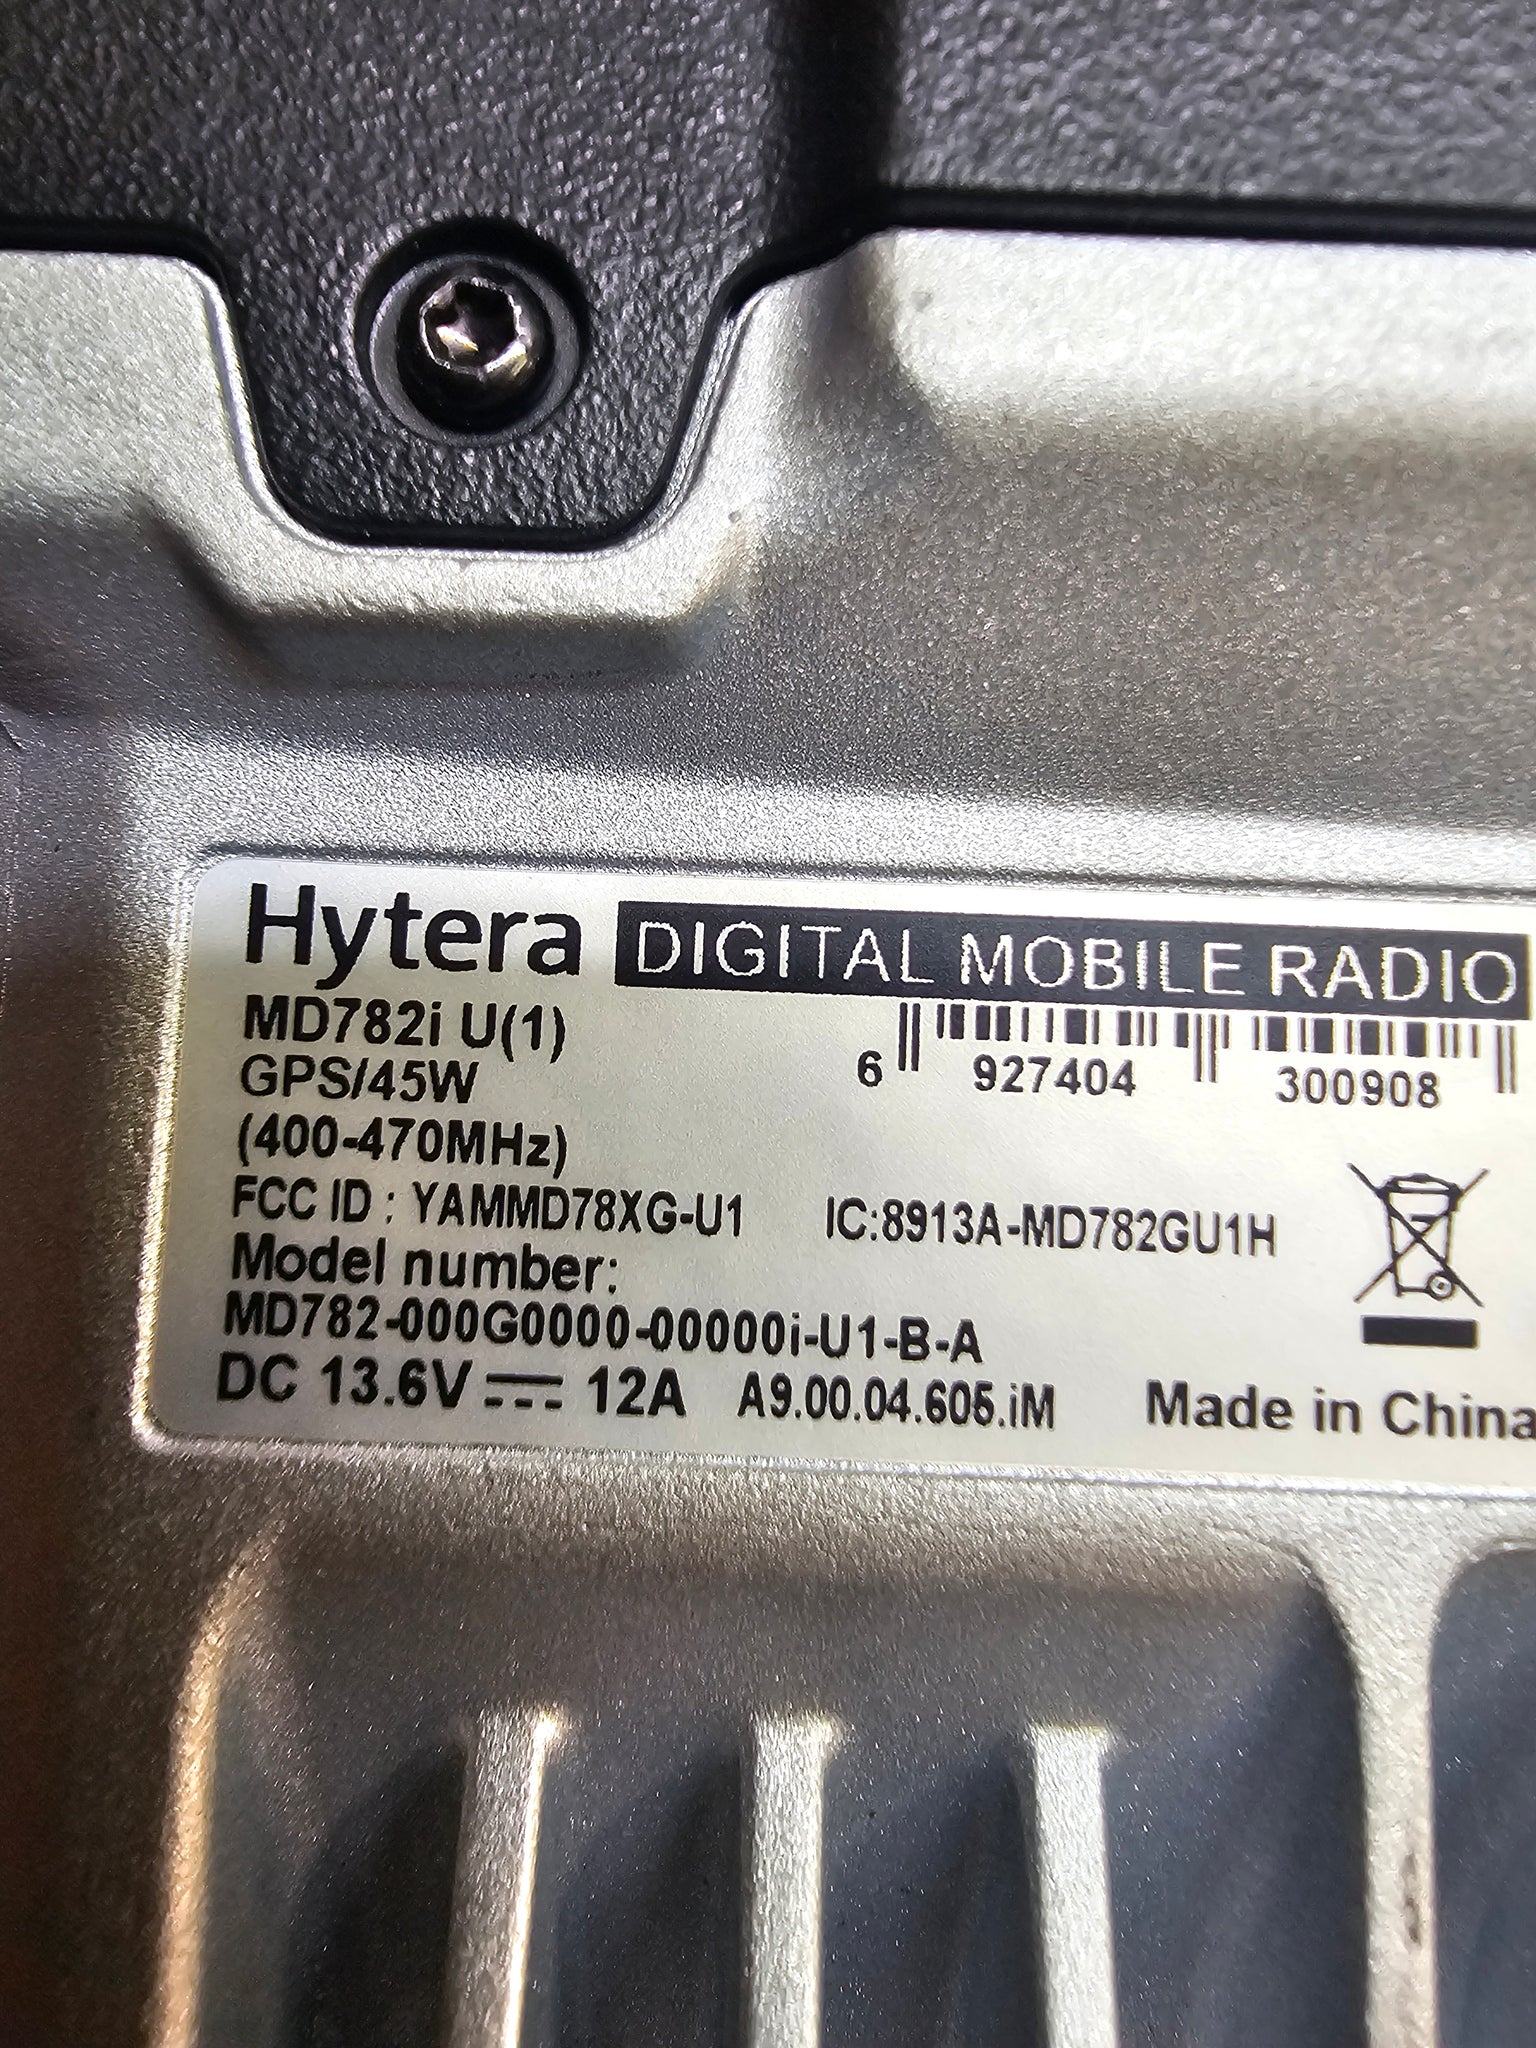 Hytera DIGITAL MOBILE RADIO
MD782i U(1)
GPS/45W
6 927404 300908
(400-470MHz)
FCC ID : YAMMD78XG-U1 IC:8913A-MD782GU1H
Model number:
MD782-000G0000-00000i-U1-B-A
DC 13.6V 12A A9.00.04.605.iM Made in China